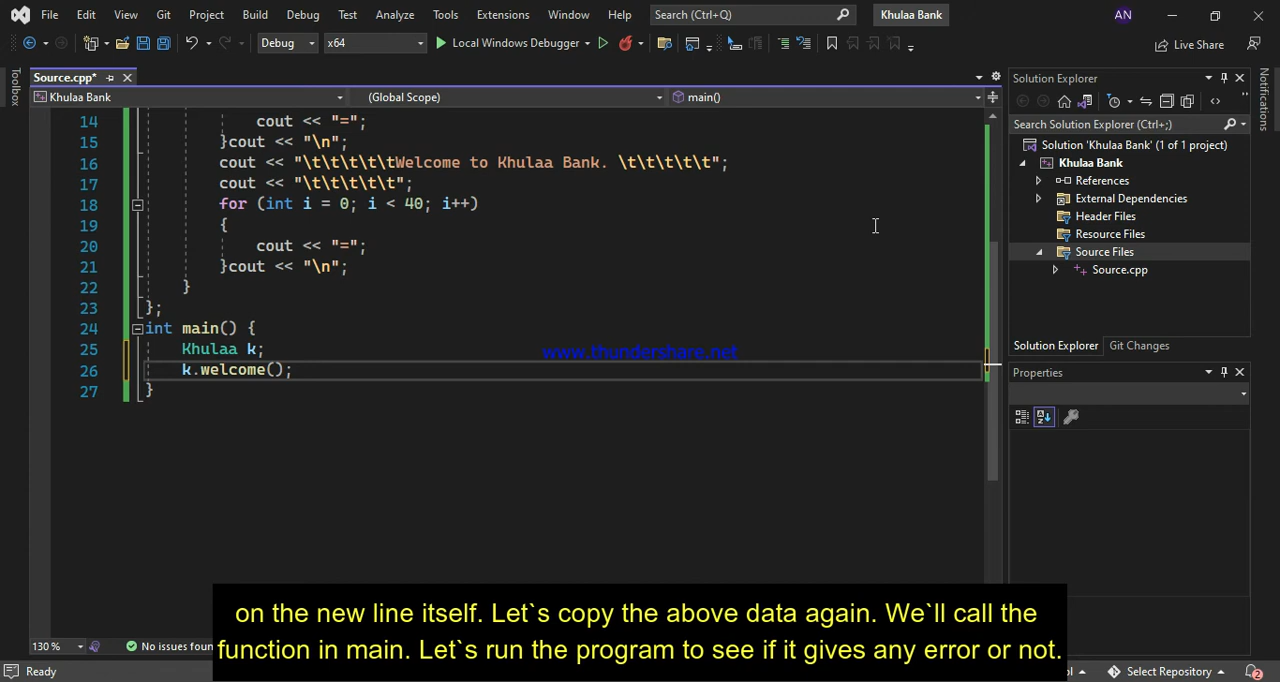 File Edit View Git Project Build Debug Test Analyze Tools Extensions Window Help Search (Ctrl+Q) Khulaa Bank AN
Debug x64 Local Windows Debugger Live Share
Toolbox
Source.cpp*
Khulaa Bank (Global Scope) main()
14 cout << "=";
15 }cout << "\n";
16 cout << "\t\t\t\t\tWelcome to Khulaa Bank. \t\t\t\t\t";
17 cout << "\t\t\t\t\t";
18 for (int i = 0; i < 40; i++)
19 {
20 cout << "=";
21 }cout << "\n";
22 }
23 };
24 int main() {
25 Khulaa k;
26 k.welcome();
27 }
www.thundershare.net
Solution Explorer
Search Solution Explorer (Ctrl+;)
Solution 'Khulaa Bank' (1 of 1 project)
Khulaa Bank
References
External Dependencies
Header Files
Resource Files
Source Files
Source.cpp
Solution Explorer Git Changes
Properties
Notifications
on the new line itself. Let`s copy the above data again. We`ll call the
function in main. Let`s run the program to see if it gives any error or not.
130 % No issues foun
Ready Select Repository 2